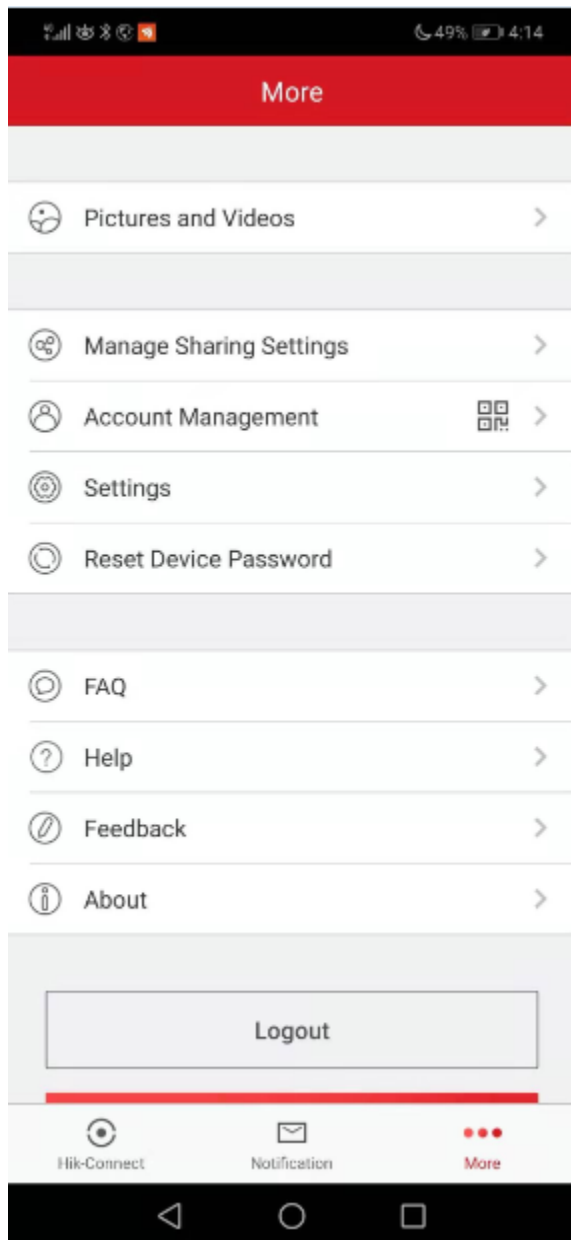 49% 4:14
More
Pictures and Videos
Manage Sharing Settings
Account Management
Settings
Reset Device Password
FAQ
Help
Feedback
About
Logout
Hik-Connect Notification More